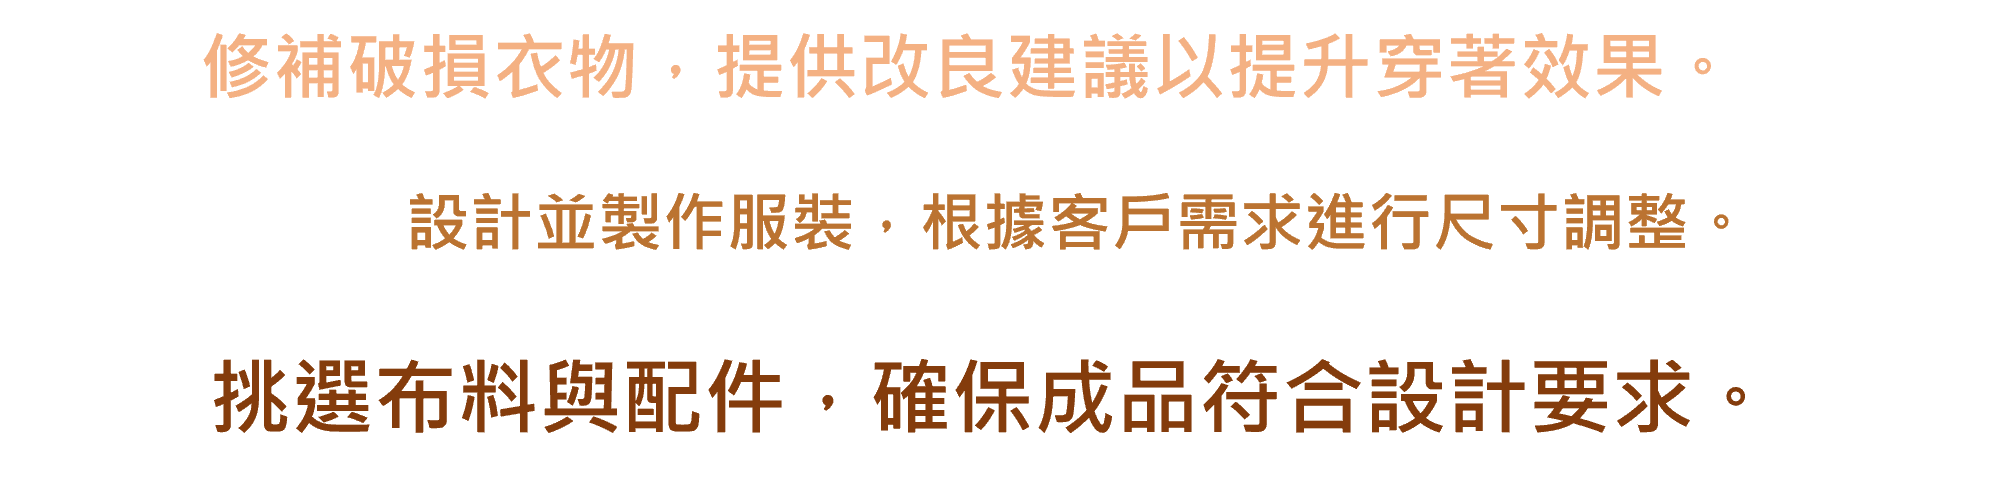 修補破損衣物，提供改良建議以提升穿著效果。
設計並製作服裝，根據客戶需求進行尺寸調整。
挑選布料與配件，確保成品符合設計要求。